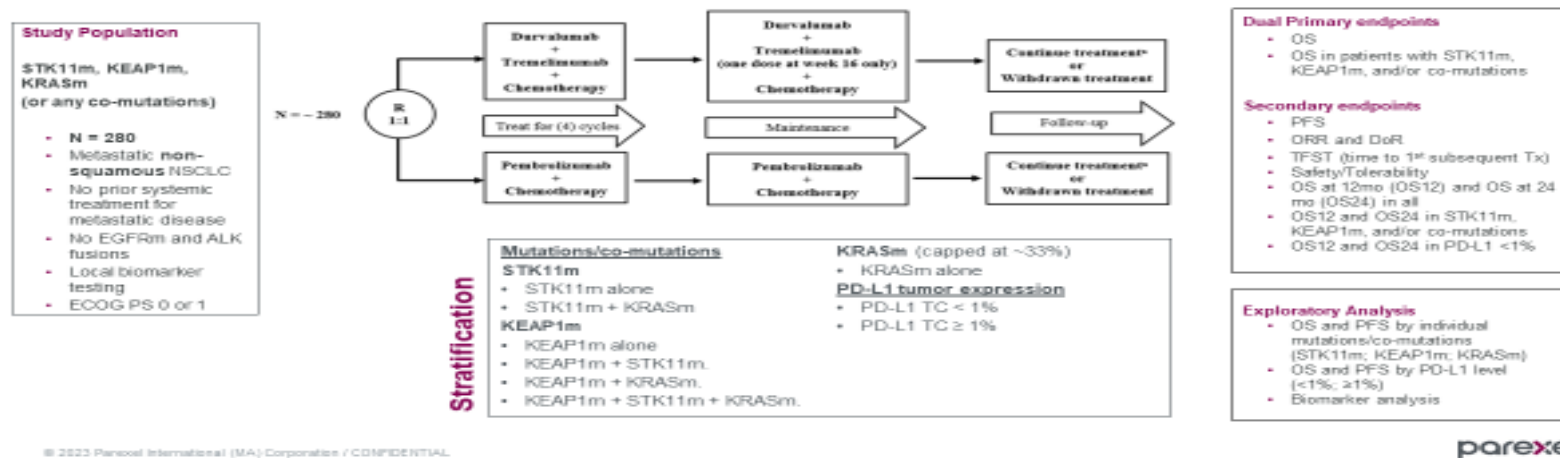 Study Population
STK11m, KEAP1m,
KRASm
(or any co-mutations)
• N = 280
• Metastatic non-
squamous NSCLC
• No prior systemic
treatment for
metastatic disease
• No EGFRm and ALK
fusions
• Local biomarker
testing
• ECOG PS 0 or 1
N = ~ 280
R
1:1
Durvalumab
+
Tremelimumab
+
Chemotherapy
Durvalumab
+
Tremelimumab
(one dose at week 16 only)
+
Chemotherapy
Continue treatment*
or
Withdrawn treatment
Treat for (4) cycles
Maintenance
Follow-up
Pembrolizumab
+
Chemotherapy
Pembrolizumab
+
Chemotherapy
Continue treatment*
or
Withdrawn treatment
Stratification
Mutations/co-mutations
STK11m
• STK11m alone
• STK11m + KRASm
KEAP1m
• KEAP1m alone
• KEAP1m + STK11m.
• KEAP1m + KRASm.
• KEAP1m + STK11m + KRASm.
KRASm (capped at ~33%)
• KRASm alone
PD-L1 tumor expression
• PD-L1 TC < 1%
• PD-L1 TC ≥ 1%
Dual Primary endpoints
• OS
• OS in patients with STK11m,
KEAP1m, and/or co-mutations
Secondary endpoints
• PFS
• ORR and DoR
• TFST (time to 1st subsequent Tx)
• Safety/Tolerability
• OS at 12mo (OS12) and OS at 24
mo (OS24) in all
• OS12 and OS24 in STK11m,
KEAP1m, and/or co-mutations
• OS12 and OS24 in PD-L1 <1%
Exploratory Analysis
• OS and PFS by individual
mutations/co-mutations
(STK11m; KEAP1m; KRASm)
• OS and PFS by PD-L1 level
(<1%; ≥1%)
• Biomarker analysis
© 2023 Parexel International (MA) Corporation / CONFIDENTIAL
parexe